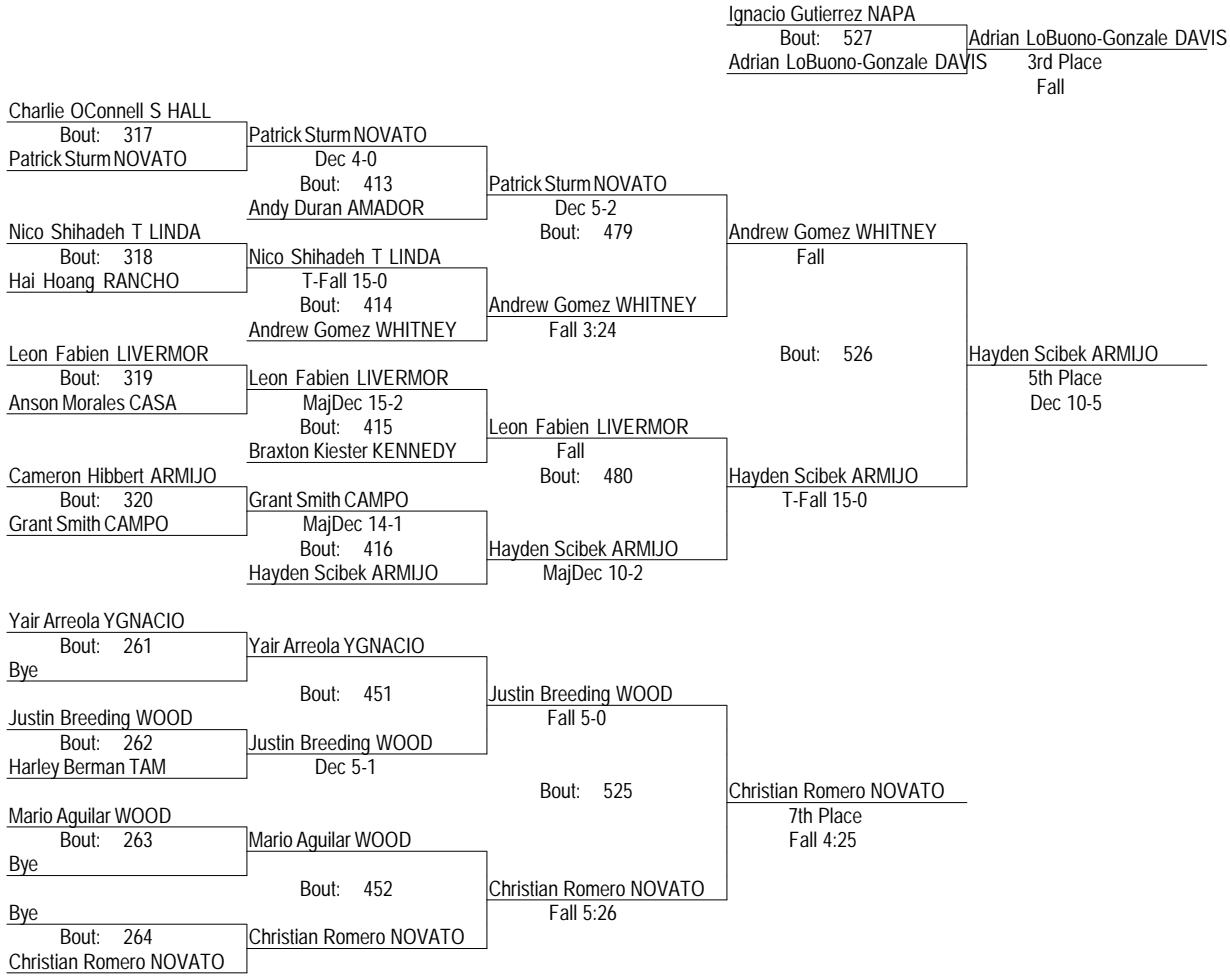 Ignacio Gutierrez NAPA
Bout: 527
Adrian LoBuono-Gonzale DAVIS
Adrian LoBuono-Gonzale DAVIS
3rd Place
Fall
Charlie OConnell S HALL
Bout: 317
Patrick Sturm NOVATO
Patrick Sturm NOVATO
Dec 4-0
Bout: 413
Andy Duran AMADOR
Patrick Sturm NOVATO
Dec 5-2
Bout: 479
Nico Shihadeh T LINDA
Bout: 318
Hai Hoang RANCHO
Nico Shihadeh T LINDA
T-Fall 15-0
Bout: 414
Andrew Gomez WHITNEY
Andrew Gomez WHITNEY
Fall 3:24
Andrew Gomez WHITNEY
Fall
Bout: 526
Hayden Scibek ARMIJO
5th Place
Dec 10-5
Leon Fabien LIVERMOR
Bout: 319
Anson Morales CASA
Leon Fabien LIVERMOR
MajDec 15-2
Bout: 415
Braxton Kiester KENNEDY
Leon Fabien LIVERMOR
Fall
Bout: 480
Cameron Hibbert ARMIJO
Bout: 320
Grant Smith CAMPO
Grant Smith CAMPO
MajDec 14-1
Bout: 416
Hayden Scibek ARMIJO
Hayden Scibek ARMIJO
MajDec 10-2
Hayden Scibek ARMIJO
T-Fall 15-0
Yair Arreola YGNACIO
Bout: 261
Bye
Yair Arreola YGNACIO
Bout: 451
Justin Breeding WOOD
Fall 5-0
Justin Breeding WOOD
Bout: 262
Harley Berman TAM
Justin Breeding WOOD
Dec 5-1
Bout: 525
Christian Romero NOVATO
7th Place
Fall 4:25
Mario Aguilar WOOD
Bout: 263
Bye
Mario Aguilar WOOD
Bout: 452
Christian Romero NOVATO
Fall 5:26
Bye
Bout: 264
Christian Romero NOVATO
Christian Romero NOVATO